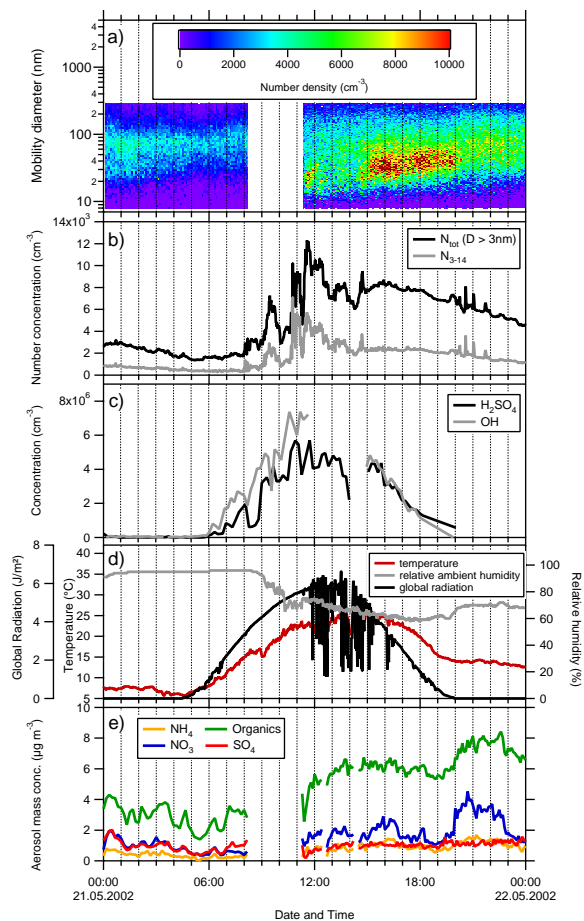 a)
0 2000 4000 6000 8000 10000
Number density (cm-3)
Mobility diameter (nm)
1000
100
10
4
2
4
2
4
2
8
b)
14x10³
12
10
8
6
4
2
0
Number concentration (cm-3)
Ntot (D > 3nm)
N3-14
c)
8x10⁶
6
4
2
0
Concentration (cm-3)
H2SO4
OH
d)
8
6
4
2
0
Global Radiation (J/m²)
40
35
30
25
20
15
10
5
Temperature (°C)
temperature
relative ambient humidity
global radiation
100
80
60
40
20
0
Relative humidity (%)
e)
10
8
6
4
2
0
Aerosol mass conc. (µg m-3)
NH4 Organics
NO3 SO4
00:00 06:00 12:00 18:00 00:00
21.05.2002 22.05.2002
Date and Time